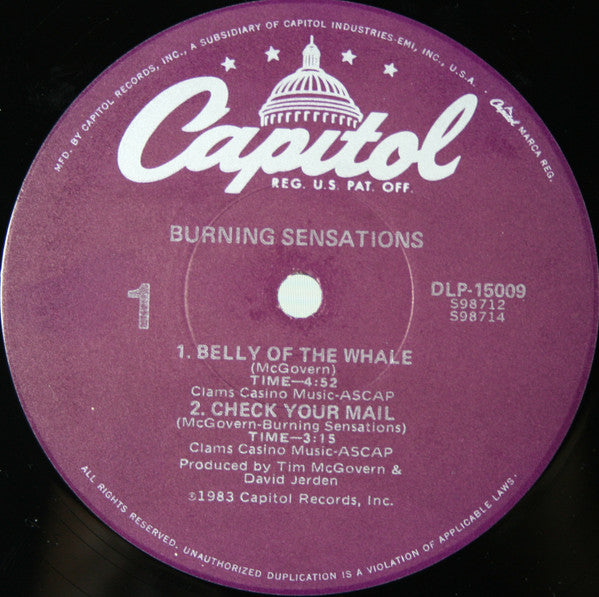 MFD. BY CAPITOL RECORDS, INC., A SUBSIDIARY OF CAPITOL INDUSTRIES-EMI, INC., U.S.A.
Capitol MARCA REG.
Capitol
REG. U.S. PAT. OFF.
BURNING SENSATIONS
1
DLP-15009
S98712
S98714
1. BELLY OF THE WHALE
(McGovern)
TIME—4:52
Clams Casino Music-ASCAP
2. CHECK YOUR MAIL
(McGovern-Burning Sensations)
TIME—3:15
Clams Casino Music-ASCAP
Produced by Tim McGovern &
David Jerden
℗1983 Capitol Records, Inc.
ALL RIGHTS RESERVED. UNAUTHORIZED DUPLICATION IS A VIOLATION OF APPLICABLE LAWS.